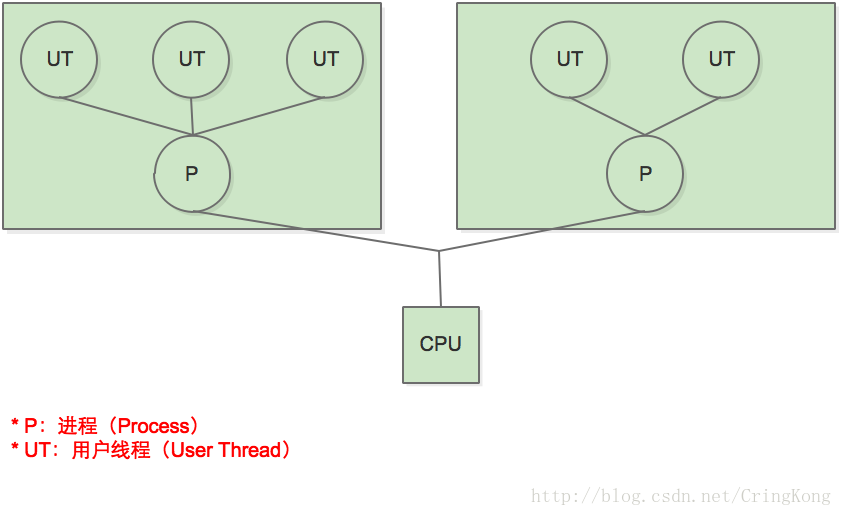 UT UT UT UT UT
P P
CPU
* P：进程（Process）
* UT：用户线程（User Thread）
http://blog.csdn.net/CringKong